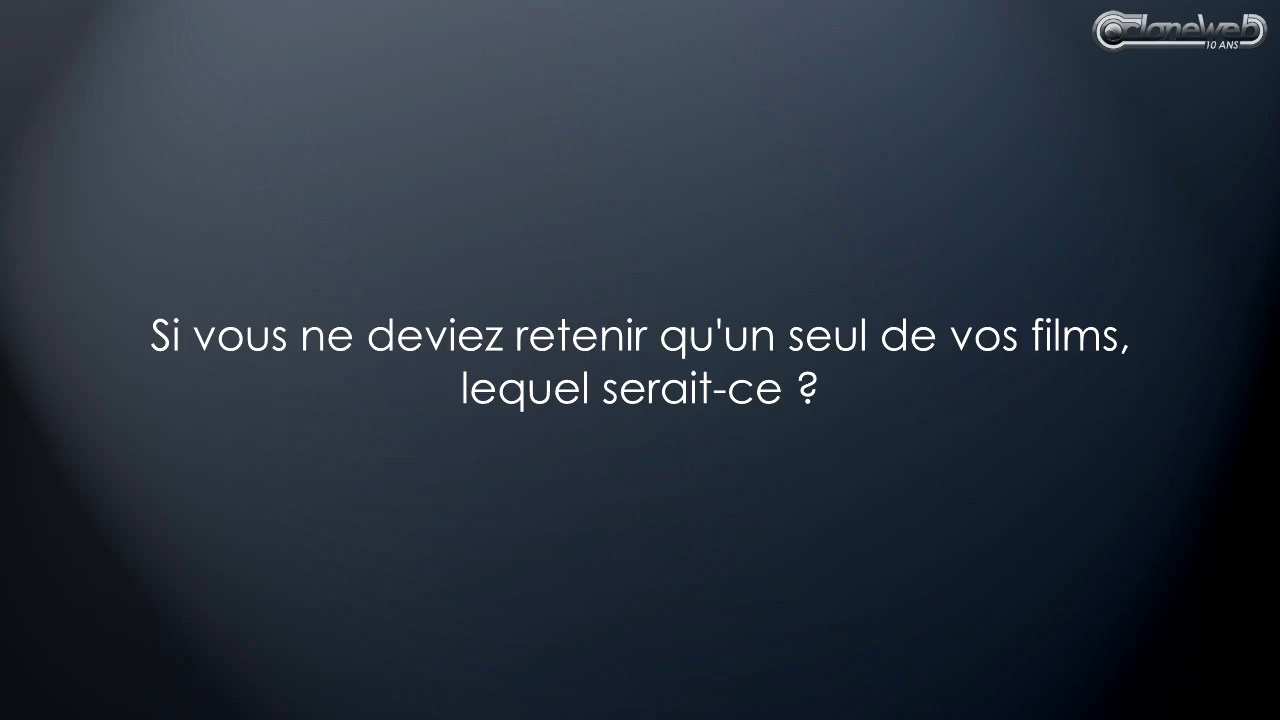 cloneweb
10 ANS
Si vous ne deviez retenir qu'un seul de vos films,
lequel serait-ce ?